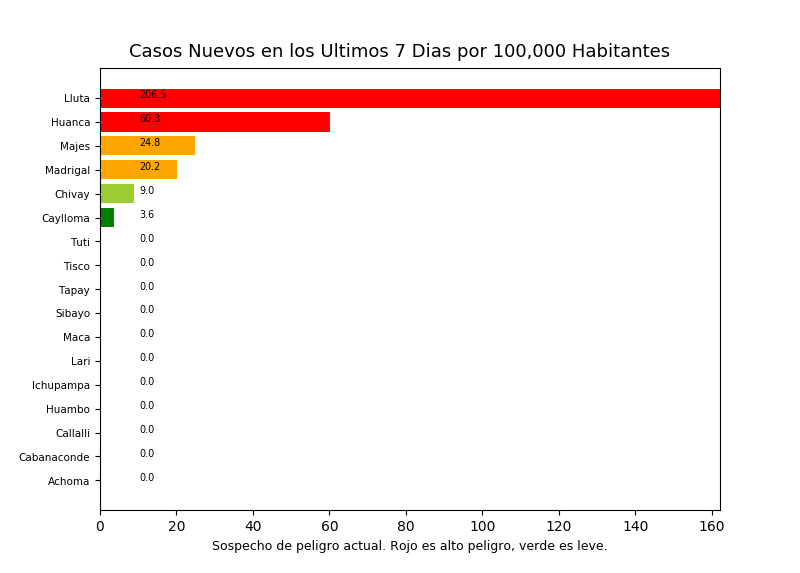 Casos Nuevos en los Ultimos 7 Dias por 100,000 Habitantes
Lluta 206.5
Huanca 60.3
Majes 24.8
Madrigal 20.2
Chivay 9.0
Caylloma 3.6
Tuti 0.0
Tisco 0.0
Tapay 0.0
Sibayo 0.0
Maca 0.0
Lari 0.0
Ichupampa 0.0
Huambo 0.0
Callalli 0.0
Cabanaconde 0.0
Achoma 0.0
0 20 40 60 80 100 120 140 160
Sospecho de peligro actual. Rojo es alto peligro, verde es leve.